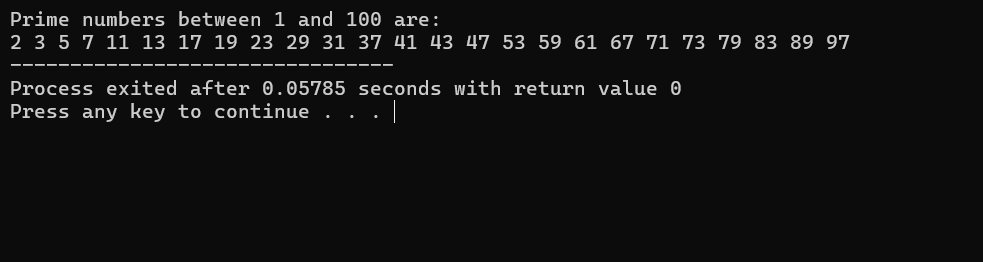 Prime numbers between 1 and 100 are:
2 3 5 7 11 13 17 19 23 29 31 37 41 43 47 53 59 61 67 71 73 79 83 89 97
--------------------------------
Process exited after 0.05785 seconds with return value 0
Press any key to continue . . .